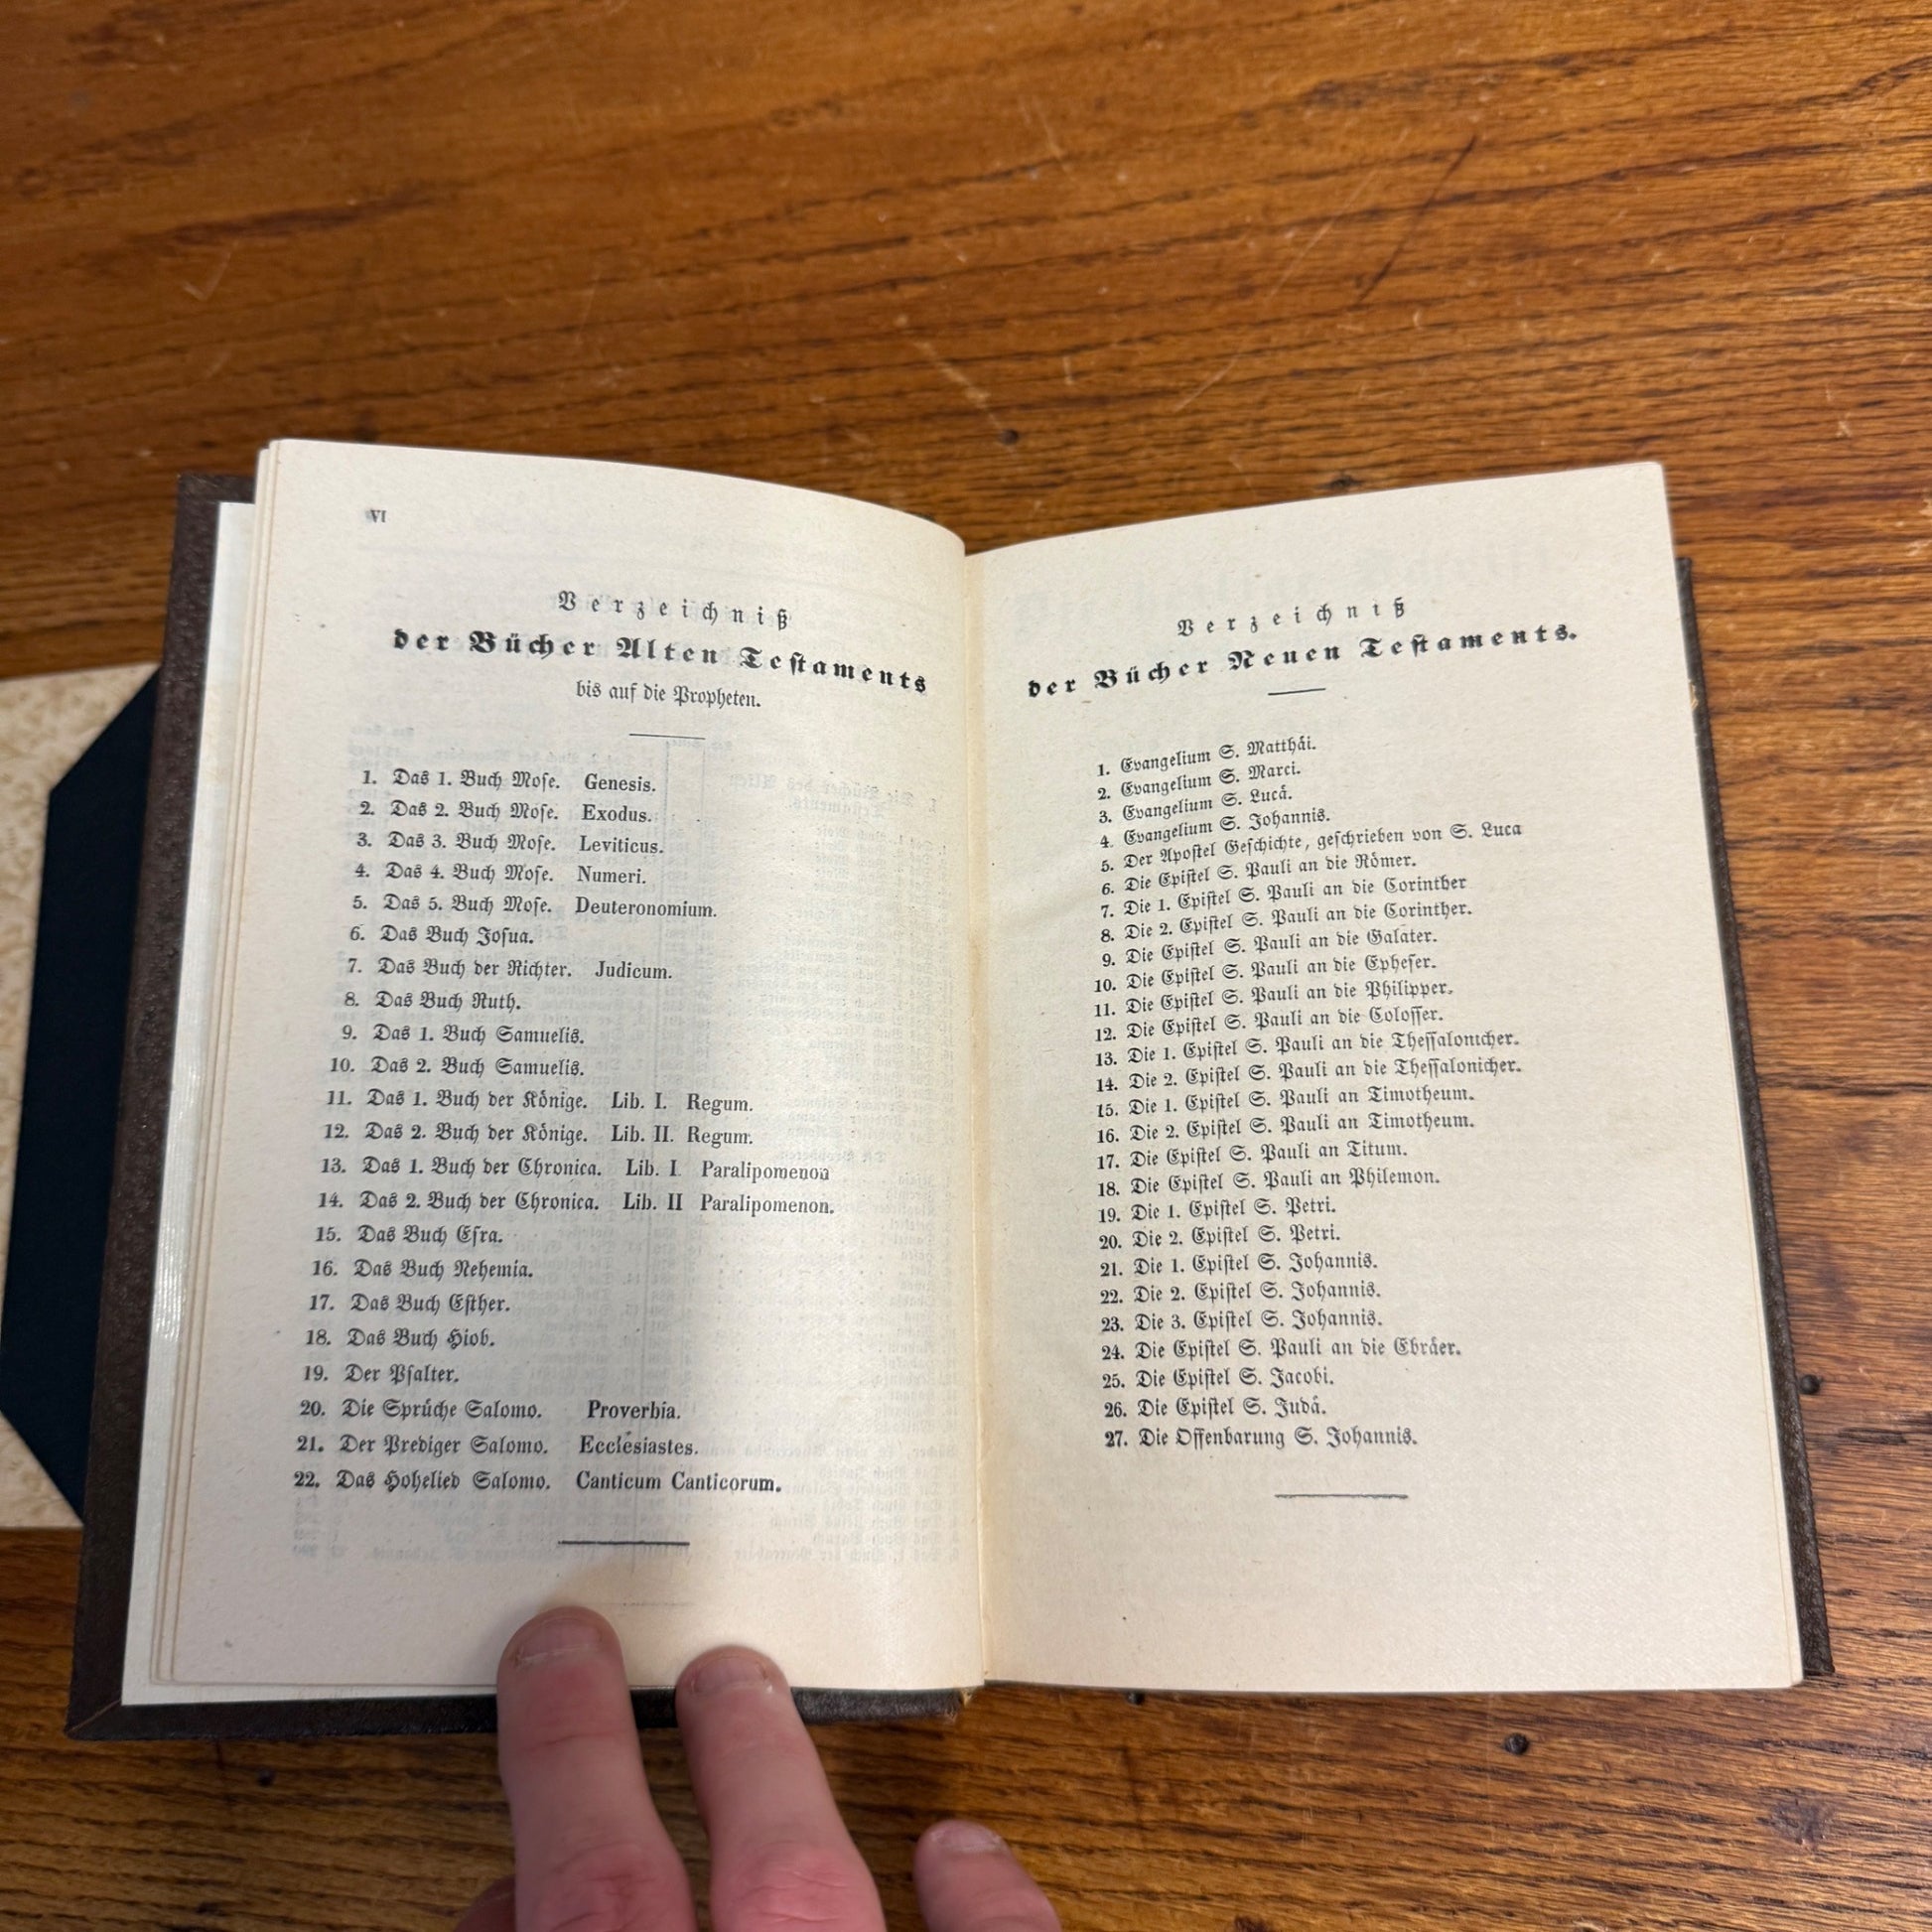 VI
Verzeichniß
der Bücher Alten Testaments
bis auf die Propheten.
1. Das 1. Buch Mose. Genesis.
2. Das 2. Buch Mose. Exodus.
3. Das 3. Buch Mose. Leviticus.
4. Das 4. Buch Mose. Numeri.
5. Das 5. Buch Mose. Deuteronomium.
6. Das Buch Josua.
7. Das Buch der Richter. Judicum.
8. Das Buch Ruth.
9. Das 1. Buch Samuelis.
10. Das 2. Buch Samuelis.
11. Das 1. Buch der Könige. Lib. I. Regum.
12. Das 2. Buch der Könige. Lib. II. Regum.
13. Das 1. Buch der Chronica. Lib. I Paralipomenon
14. Das 2. Buch der Chronica. Lib. II Paralipomenon.
15. Das Buch Esra.
16. Das Buch Nehemia.
17. Das Buch Esther.
18. Das Buch Hiob.
19. Der Psalter.
20. Die Sprüche Salomo. Proverbia.
21. Der Prediger Salomo. Ecclesiastes.
22. Das Hohelied Salomo. Canticum Canticorum.
Verzeichniß
der Bücher Neuen Testaments.
1. Evangelium S. Matthäi.
2. Evangelium S. Marci.
3. Evangelium S. Lucä.
4. Evangelium S. Johannis.
5. Der Apostel Geschichte, geschrieben von S. Luca
6. Die Epistel S. Pauli an die Römer.
7. Die 1. Epistel S. Pauli an die Corinther
8. Die 2. Epistel S. Pauli an die Corinther.
9. Die Epistel S. Pauli an die Galater.
10. Die Epistel S. Pauli an die Epheser.
11. Die Epistel S. Pauli an die Philipper.
12. Die Epistel S. Pauli an die Colosser.
13. Die 1. Epistel S. Pauli an die Thessalonicher.
14. Die 2. Epistel S. Pauli an die Thessalonicher.
15. Die 1. Epistel S. Pauli an Timotheum.
16. Die 2. Epistel S. Pauli an Timotheum.
17. Die Epistel S. Pauli an Titum.
18. Die Epistel S. Pauli an Philemon.
19. Die 1. Epistel S. Petri.
20. Die 2. Epistel S. Petri.
21. Die 1. Epistel S. Johannis.
22. Die 2. Epistel S. Johannis.
23. Die 3. Epistel S. Johannis.
24. Die Epistel S. Pauli an die Ebräer.
25. Die Epistel S. Jacobi.
26. Die Epistel S. Judä.
27. Die Offenbarung S. Johannis.